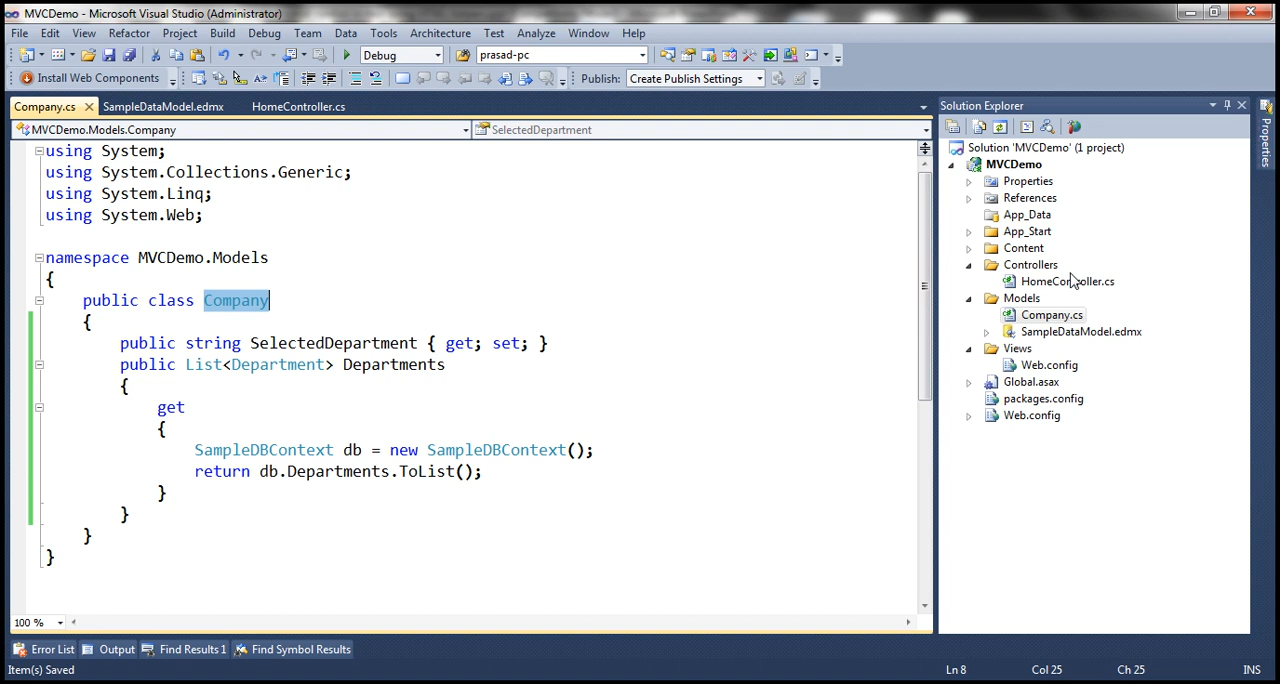 MVCDemo - Microsoft Visual Studio (Administrator)
File Edit View Refactor Project Build Debug Team Data Tools Architecture Test Analyze Window Help
Debug prasad-pc
Install Web Components Publish: Create Publish Settings
Company.cs SampleDataModel.edmx HomeController.cs
MVCDemo.Models.Company SelectedDepartment
using System;
using System.Collections.Generic;
using System.Linq;
using System.Web;
namespace MVCDemo.Models
{
public class Company
{
public string SelectedDepartment { get; set; }
public List<Department> Departments
{
get
{
SampleDBContext db = new SampleDBContext();
return db.Departments.ToList();
}
}
}
}
100 %
Solution Explorer
Solution 'MVCDemo' (1 project)
MVCDemo
Properties
References
App_Data
App_Start
Content
Controllers
HomeController.cs
Models
Company.cs
SampleDataModel.edmx
Views
Web.config
Global.asax
packages.config
Web.config
Properties
Error List Output Find Results 1 Find Symbol Results
Item(s) Saved Ln 8 Col 25 Ch 25 INS